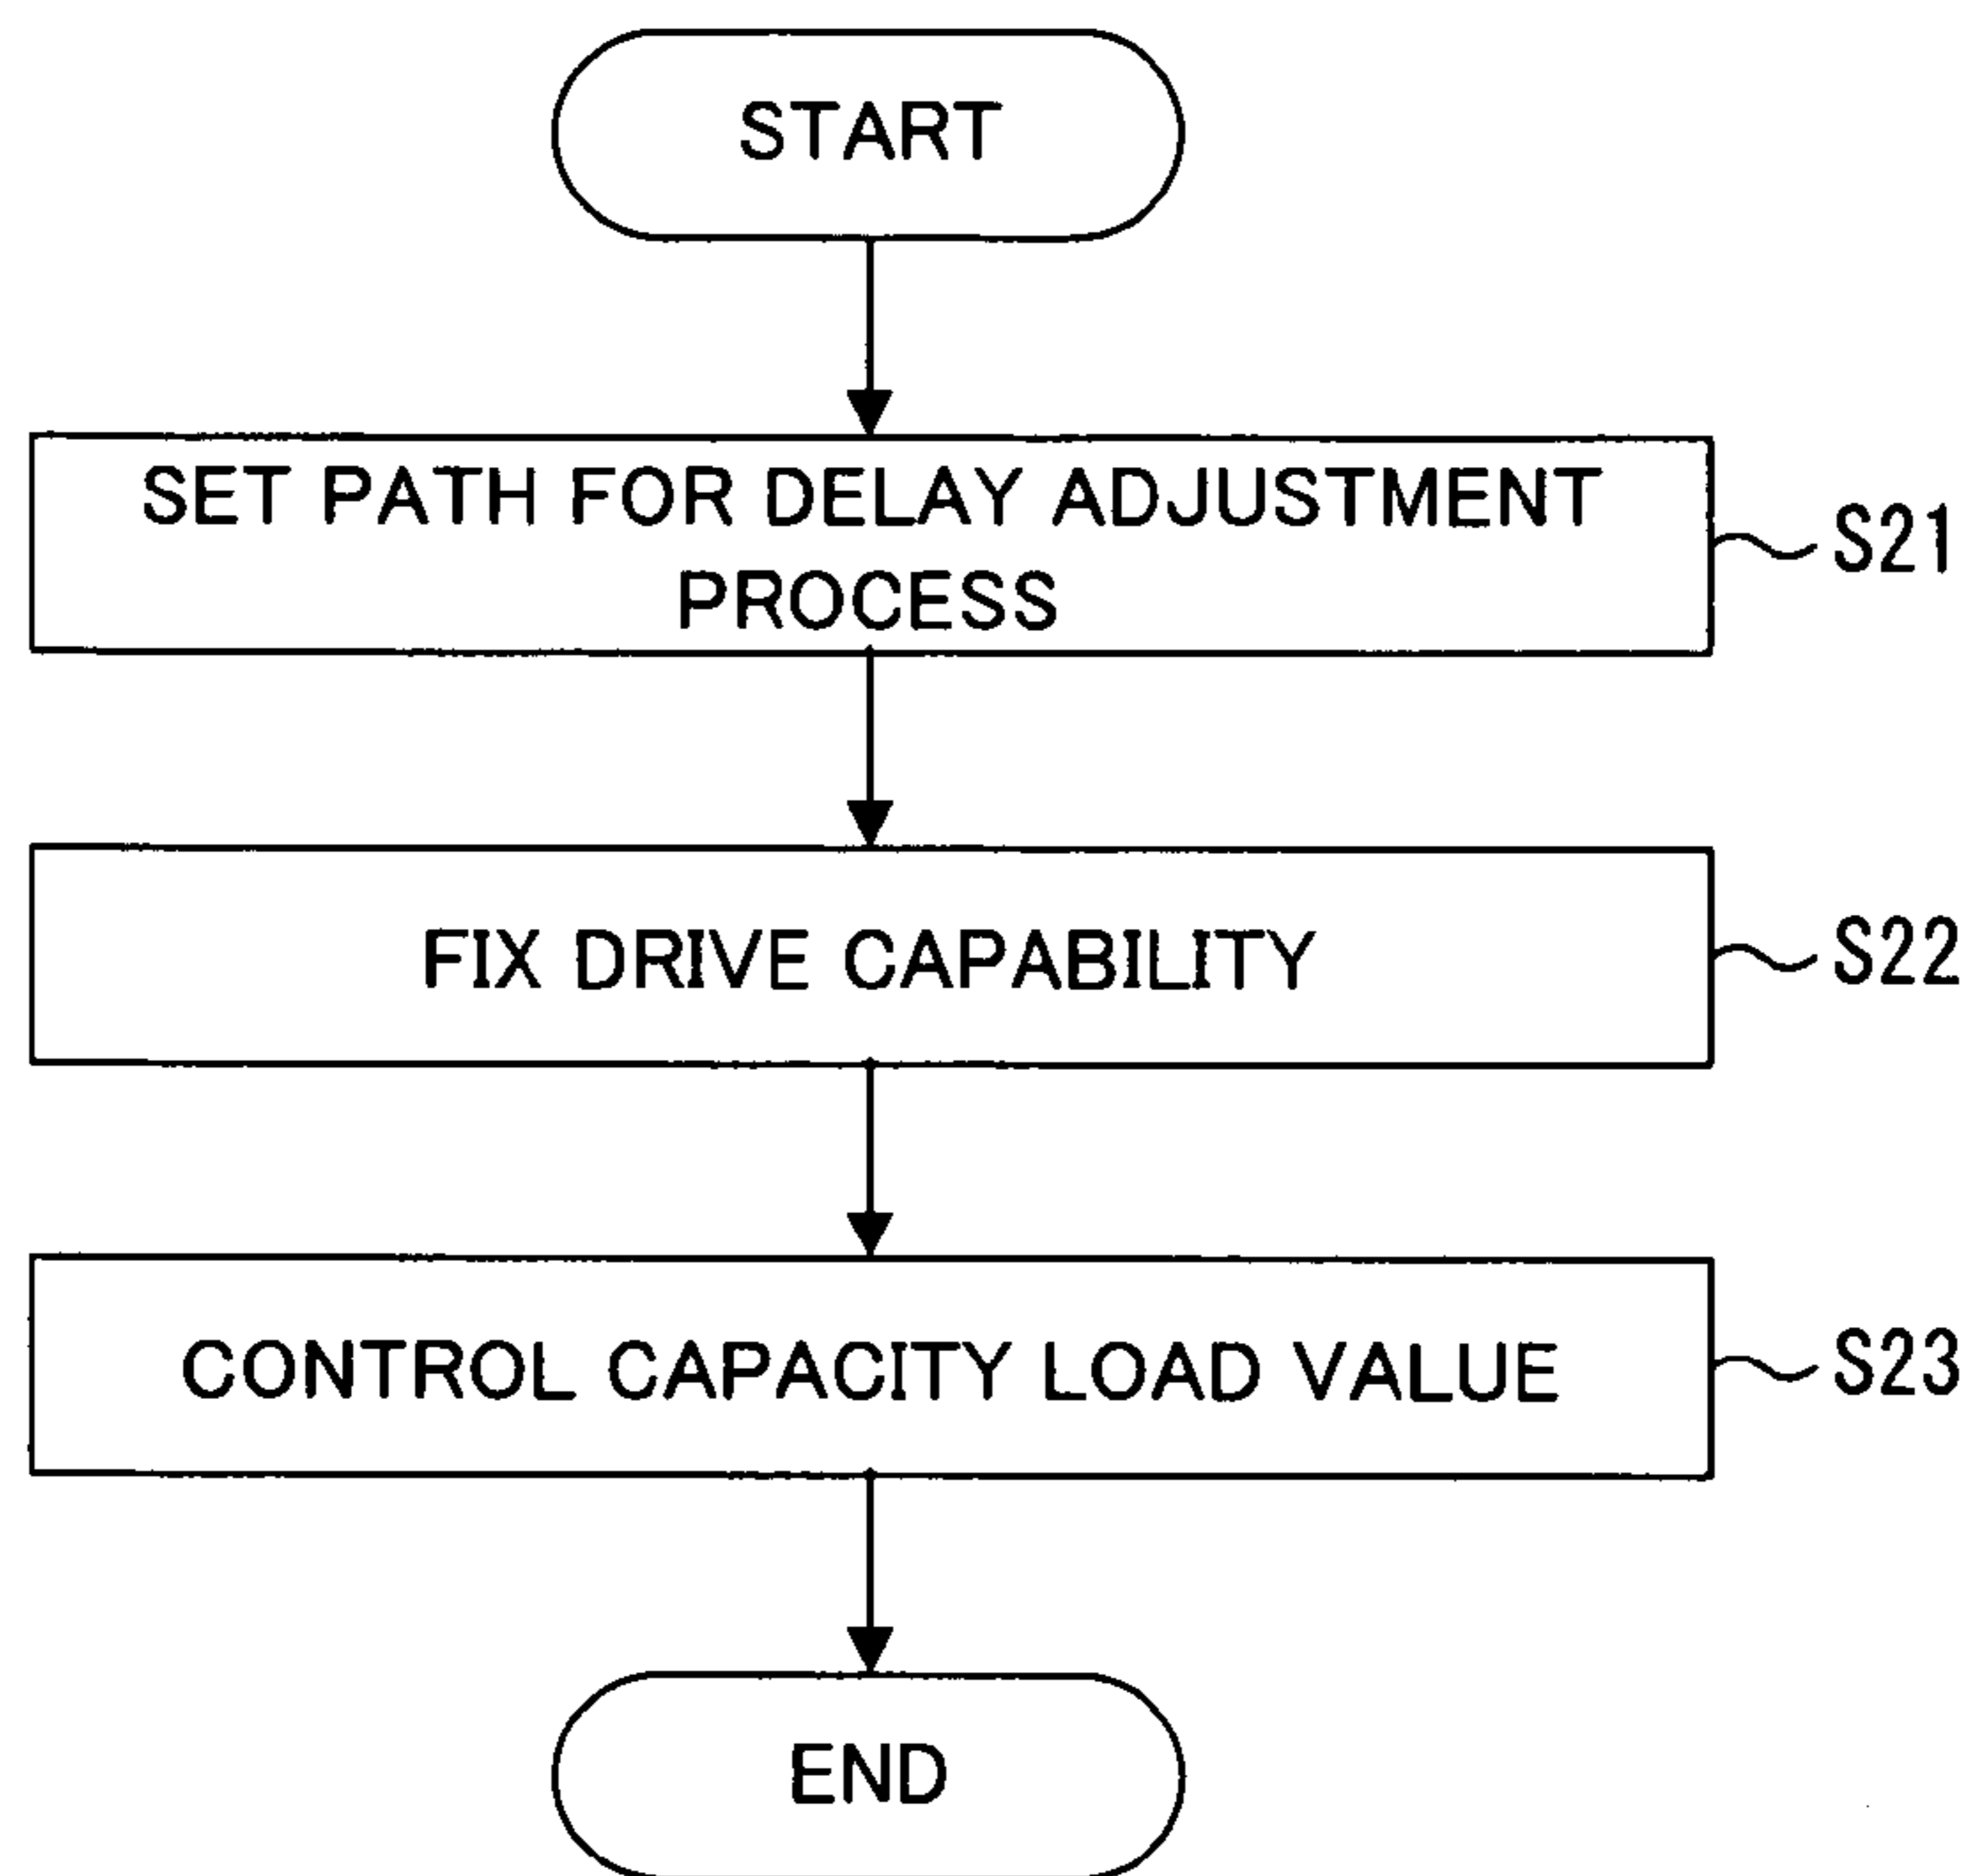 START
SET PATH FOR DELAY ADJUSTMENT
PROCESS
S21
FIX DRIVE CAPABILITY
S22
CONTROL CAPACITY LOAD VALUE
S23
END